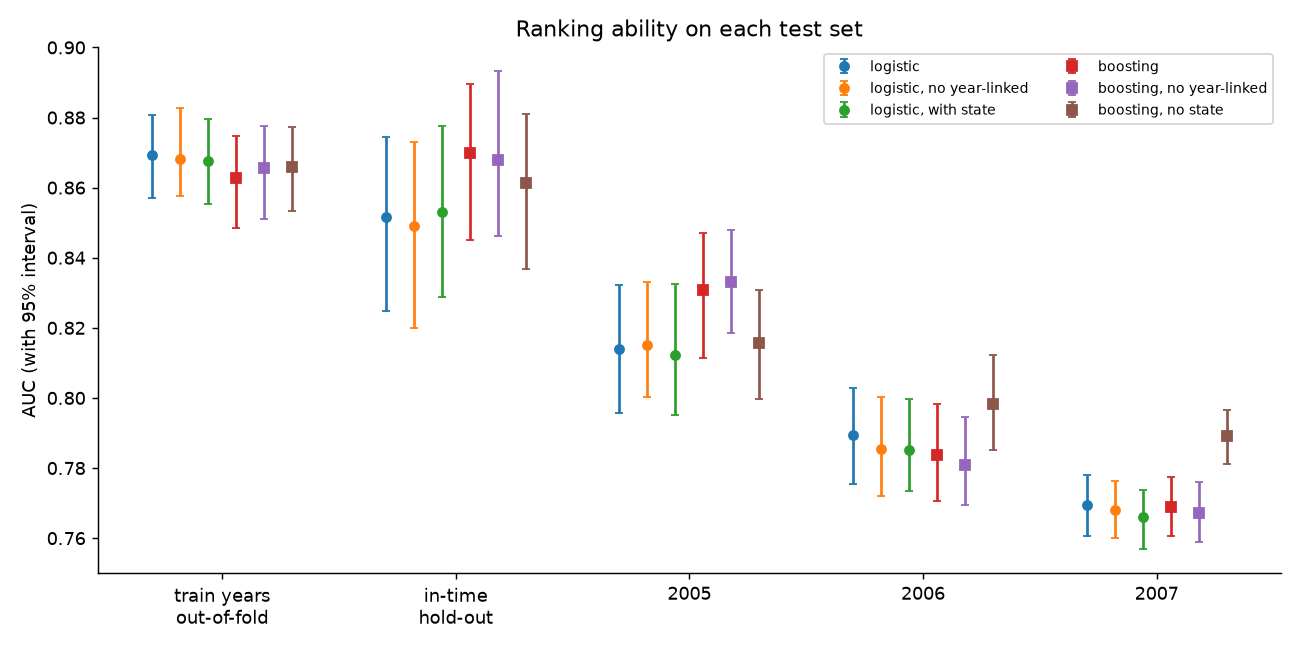 Ranking ability on each test set
logistic
logistic, no year-linked
logistic, with state
boosting
boosting, no year-linked
boosting, no state
AUC (with 95% interval)
0.90
0.88
0.86
0.84
0.82
0.80
0.78
0.76
train years
out-of-fold
in-time
hold-out
2005
2006
2007